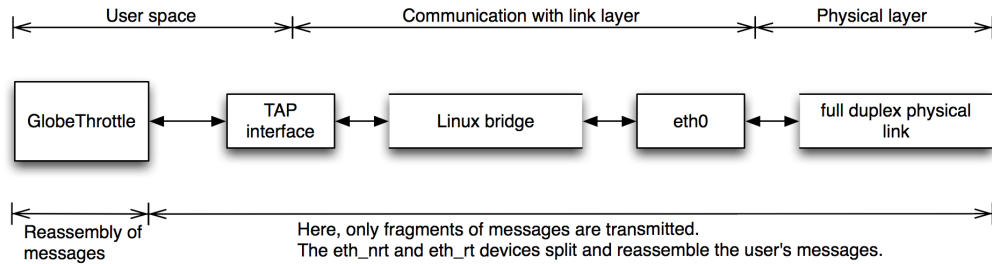 User space
Communication with link layer
Physical layer
GlobeThrottle
TAP
interface
Linux bridge
eth0
full duplex physical
link
Reassembly of
messages
Here, only fragments of messages are transmitted.
The eth_nrt and eth_rt devices split and reassemble the user's messages.